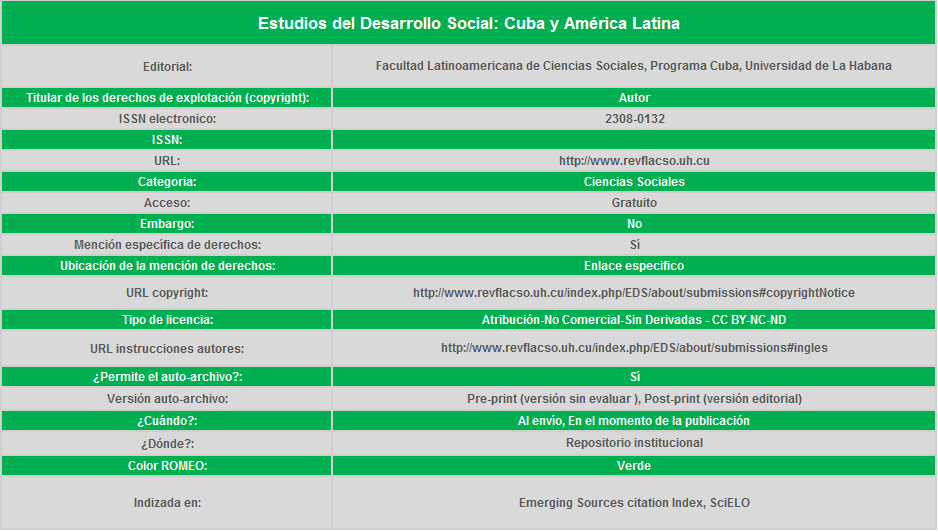 Estudios del Desarrollo Social: Cuba y América Latina
Editorial: Facultad Latinoamericana de Ciencias Sociales, Programa Cuba, Universidad de La Habana
Titular de los derechos de explotación (copyright): Autor
ISSN electronico: 2308-0132
ISSN:
URL: http://www.revflacso.uh.cu
Categoria: Ciencias Sociales
Acceso: Gratuito
Embargo: No
Mención especifica de derechos: Sì
Ubicación de la mención de derechos: Enlace especifico
URL copyright: http://www.revflacso.uh.cu/index.php/EDS/about/submissions#copyrightNotice
Tipo de licencia: Atribución-No Comercial-Sin Derivadas - CC BY-NC-ND
URL instrucciones autores: http://www.revflacso.uh.cu/index.php/EDS/about/submissions#ingles
¿Permite el auto-archivo?: Sì
Versión auto-archivo: Pre-print (versión sin evaluar ), Post-print (versión editorial)
¿Cuándo?: Al envío, En el momento de la publicación
¿Dónde?: Repositorio institucional
Color ROMEO: Verde
Indizada en: Emerging Sources citation Index, SciELO